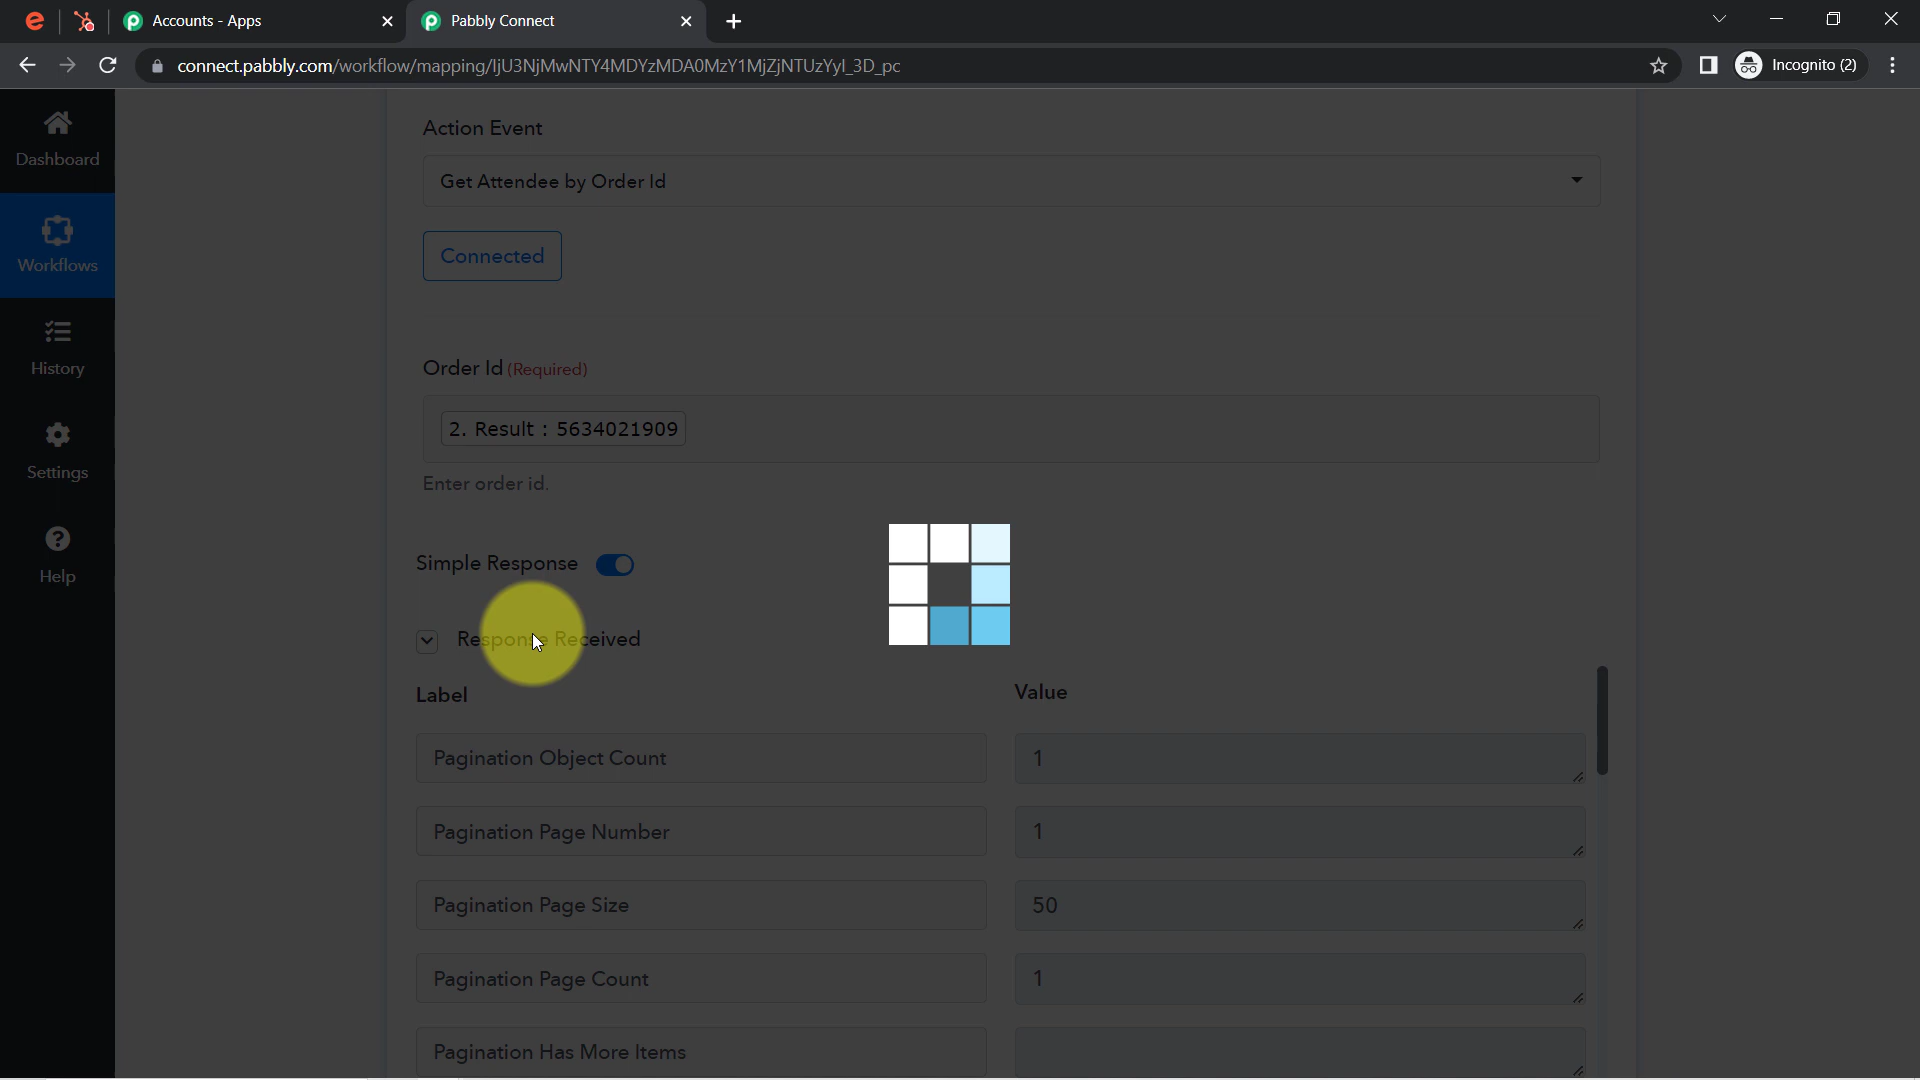 Accounts - Apps
Pabbly Connect
connect.pabbly.com/workflow/mapping/IjU3NjMwNTY4MDYzMDA0MzY1MjZjNTUzYyI_3D_pc
Incognito (2)
Dashboard
Workflows
History
Settings
Help
Action Event
Get Attendee by Order Id
Connected
Order Id (Required)
2. Result : 5634021909
Enter order id.
Simple Response
Response Received
Label
Value
Pagination Object Count
1
Pagination Page Number
1
Pagination Page Size
50
Pagination Page Count
1
Pagination Has More Items